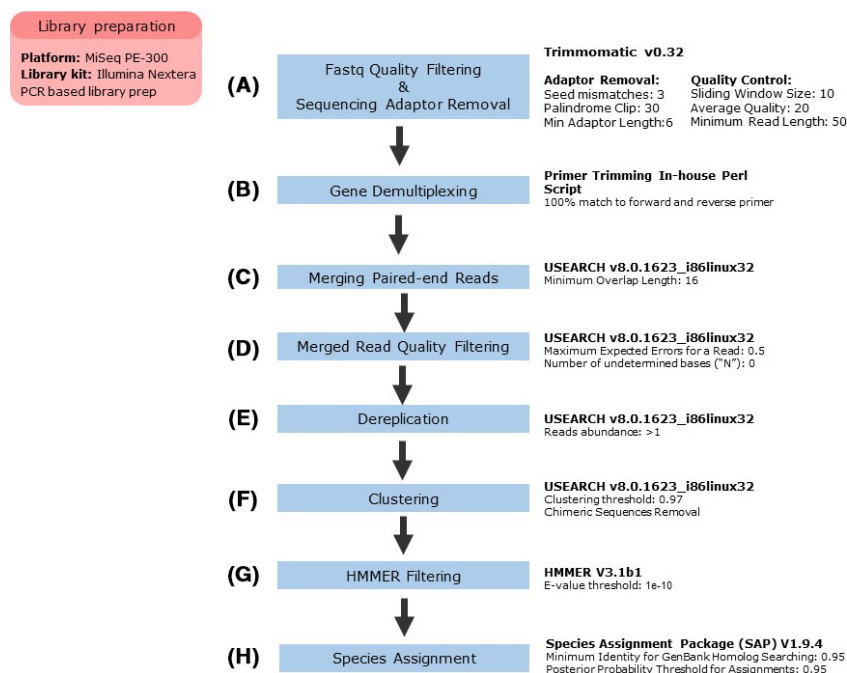 Library preparation
Platform: MiSeq PE-300
Library kit: Illumina Nextera
PCR based library prep
(A)
Fastq Quality Filtering
&
Sequencing Adaptor Removal
Trimmomatic v0.32
Adaptor Removal:
Seed mismatches: 3
Palindrome Clip: 30
Min Adaptor Length:6
Quality Control:
Sliding Window Size: 10
Average Quality: 20
Minimum Read Length: 50
(B)
Gene Demultiplexing
Primer Trimming In-house Perl
Script
100% match to forward and reverse primer
(C)
Merging Paired-end Reads
USEARCH v8.0.1623_i86linux32
Minimum Overlap Length: 16
(D)
Merged Read Quality Filtering
USEARCH v8.0.1623_i86linux32
Maximum Expected Errors for a Read: 0.5
Number of undetermined bases (“N”): 0
(E)
Dereplication
USEARCH v8.0.1623_i86linux32
Reads abundance: >1
(F)
Clustering
USEARCH v8.0.1623_i86linux32
Clustering threshold: 0.97
Chimeric Sequences Removal
(G)
HMMER Filtering
HMMER V3.1b1
E-value threshold: 1e-10
(H)
Species Assignment
Species Assignment Package (SAP) V1.9.4
Minimum Identity for GenBank Homolog Searching: 0.95
Posterior Probability Threshold for Assignments: 0.95